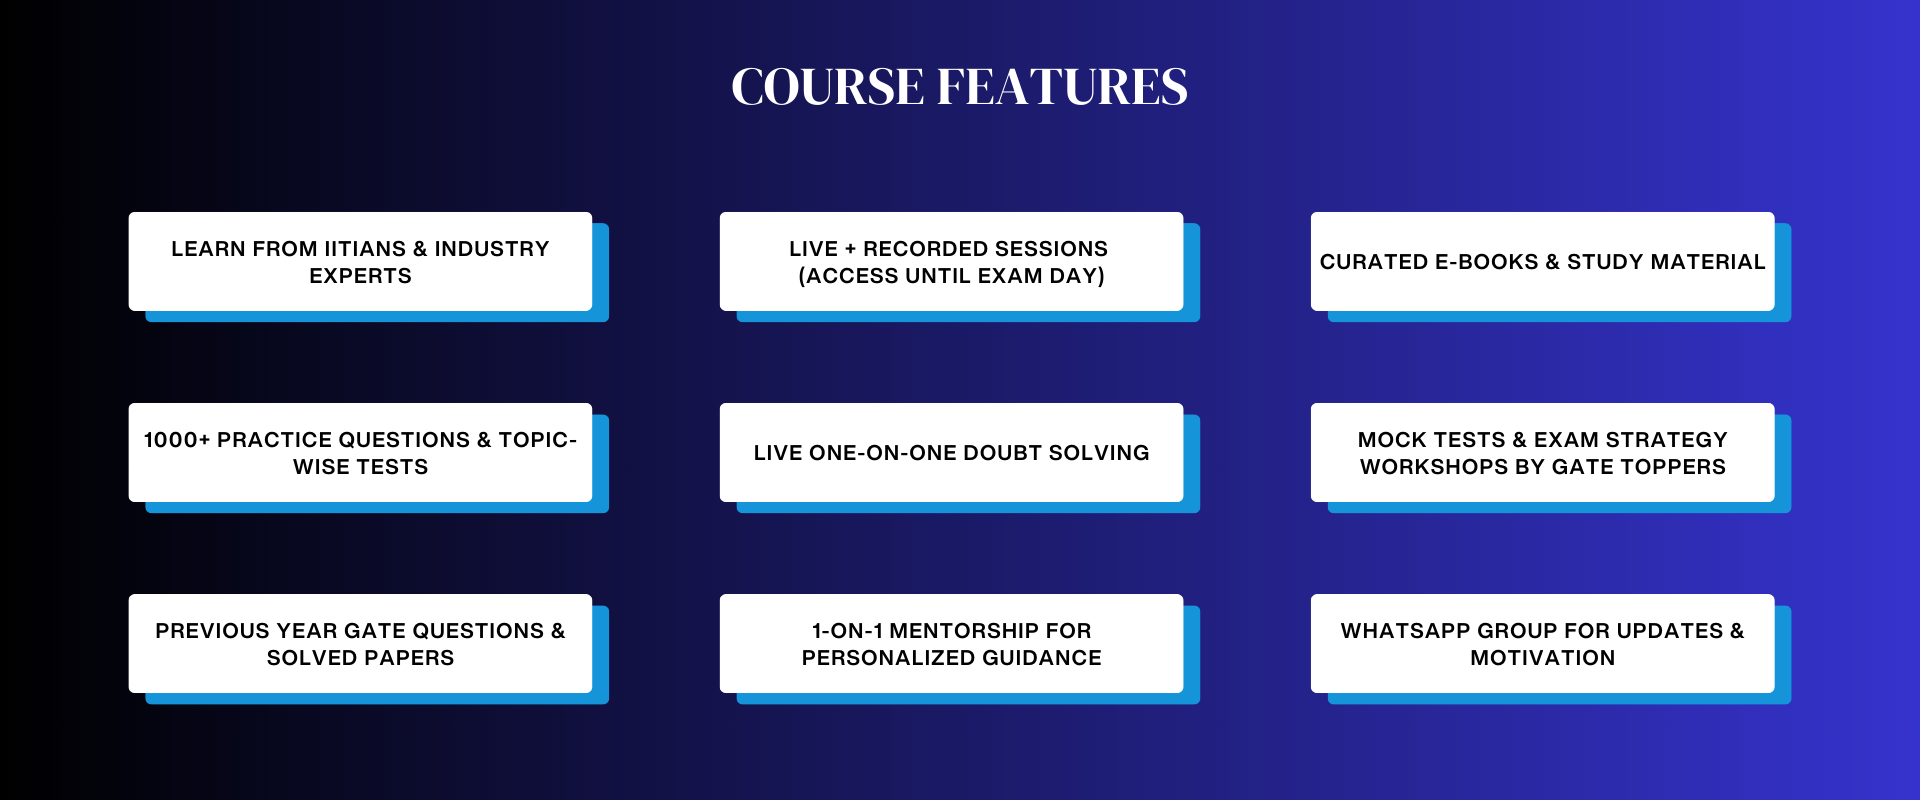 COURSE FEATURES
LEARN FROM IITIANS & INDUSTRY
EXPERTS
LIVE + RECORDED SESSIONS
(ACCESS UNTIL EXAM DAY)
CURATED E-BOOKS & STUDY MATERIAL
1000+ PRACTICE QUESTIONS & TOPIC-
WISE TESTS
LIVE ONE-ON-ONE DOUBT SOLVING
MOCK TESTS & EXAM STRATEGY
WORKSHOPS BY GATE TOPPERS
PREVIOUS YEAR GATE QUESTIONS &
SOLVED PAPERS
1-ON-1 MENTORSHIP FOR
PERSONALIZED GUIDANCE
WHATSAPP GROUP FOR UPDATES &
MOTIVATION